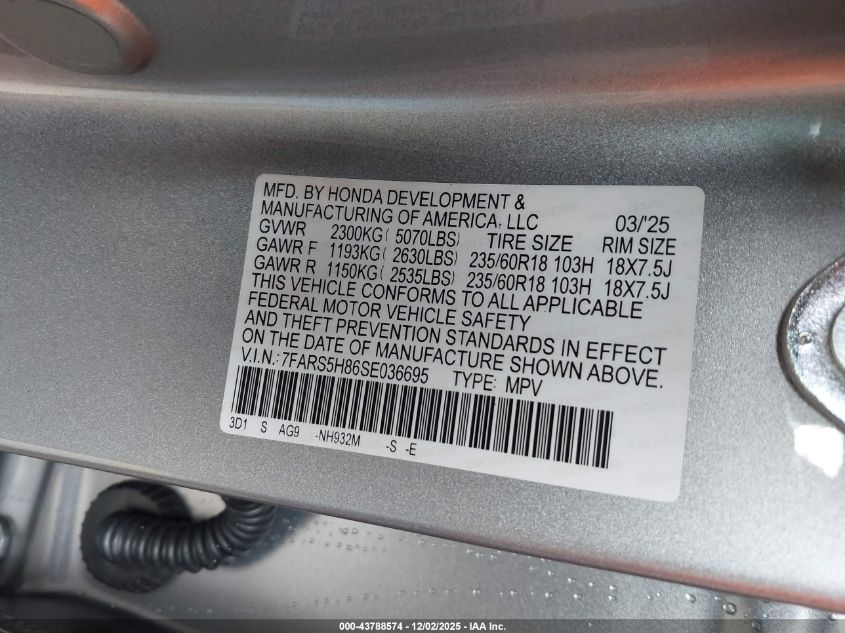 MFD. BY HONDA DEVELOPMENT &
MANUFACTURING OF AMERICA, LLC 03/'25
GVWR 2300KG( 5070LBS) TIRE SIZE RIM SIZE
GAWR F 1193KG( 2630LBS) 235/60R18 103H 18X7.5J
GAWR R 1150KG( 2535LBS) 235/60R18 103H 18X7.5J
THIS VEHICLE CONFORMS TO ALL APPLICABLE
FEDERAL MOTOR VEHICLE SAFETY
AND THEFT PREVENTION STANDARDS IN EFFECT
ON THE DATE OF MANUFACTURE SHOWN ABOVE.
V.I.N.: 7FARS5H86SE036695 TYPE: MPV
3D1 S AG9 -NH932M -S -E
000-43788574 - 12/02/2025 - IAA Inc.